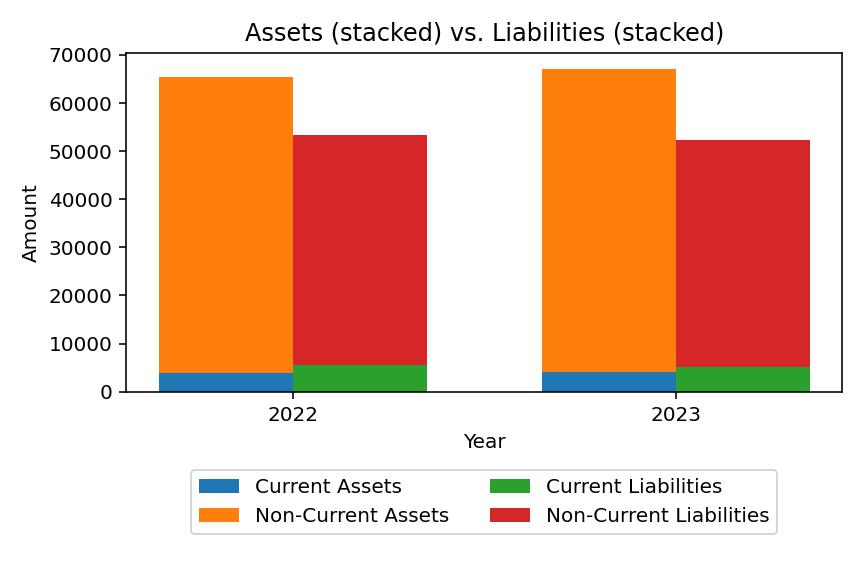 Assets (stacked) vs. Liabilities (stacked)
70000
60000
50000
40000
30000
20000
10000
0
Amount
2022
2023
Year
Current Assets
Non-Current Assets
Current Liabilities
Non-Current Liabilities